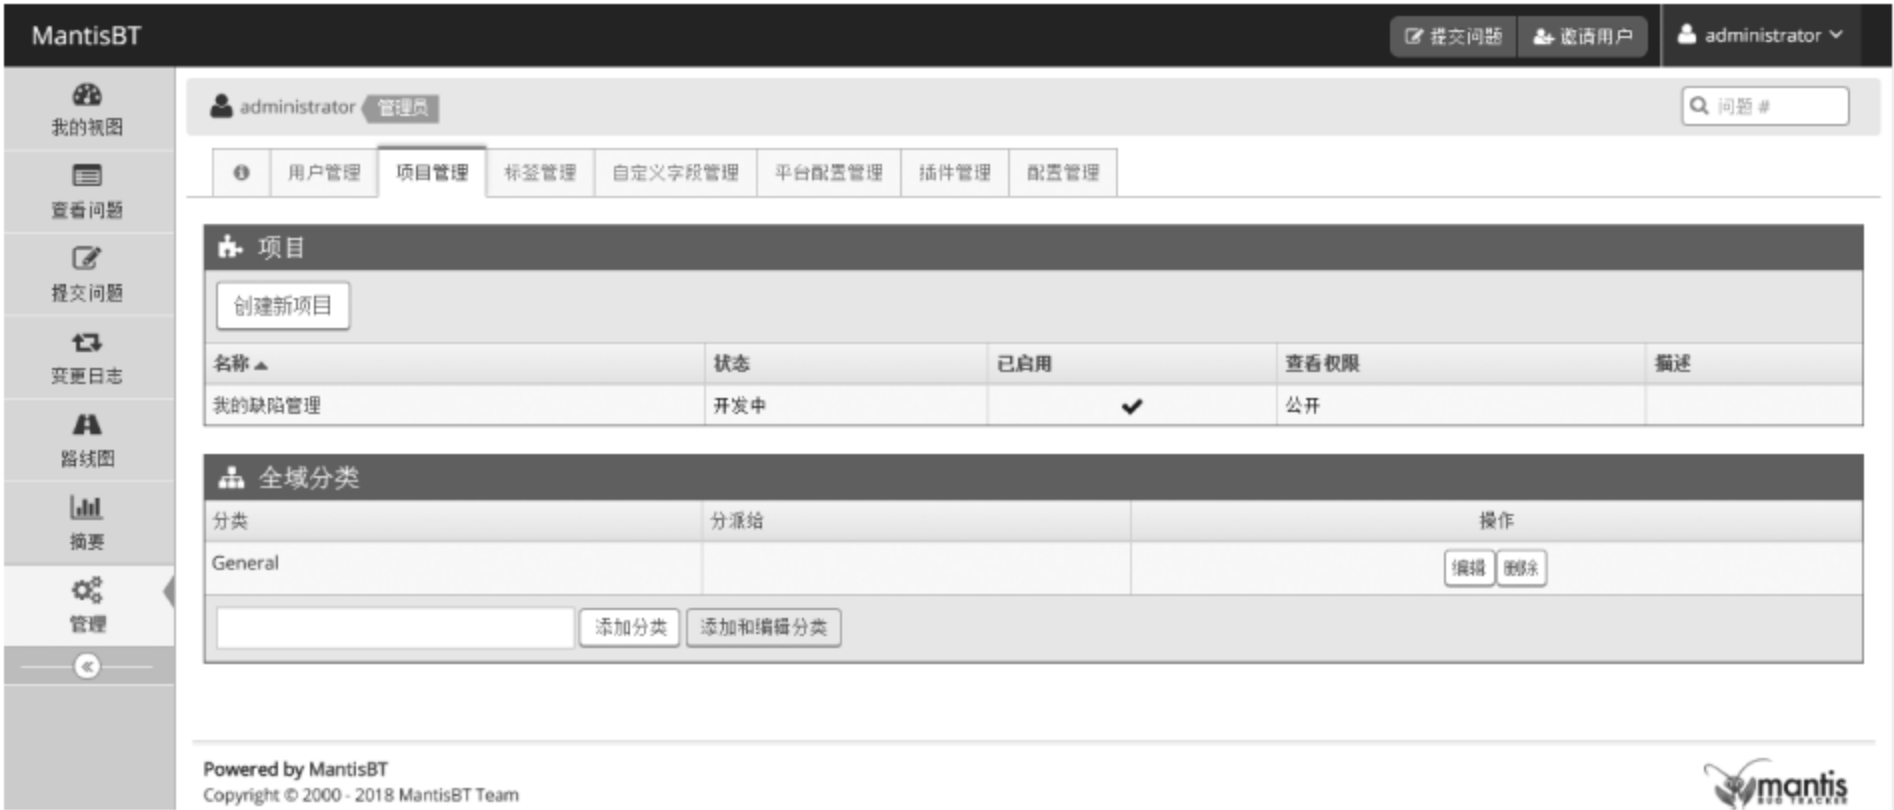 MantisBT 提交问题 邀请用户 administrator
我的视图
查看问题
提交问题
变更日志
路线图
摘要
管理
administrator 管理员 问题 #
用户管理 项目管理 标签管理 自定义字段管理 平台配置管理 插件管理 配置管理
项目
创建新项目
名称 状态 已启用 查看权限 描述
我的缺陷管理 开发中 公开
全域分类
分类 分派给 操作
General 编辑 删除
添加分类 添加和编辑分类
Powered by MantisBT
Copyright © 2000 - 2018 MantisBT Team
mantis
BUG TRACKER